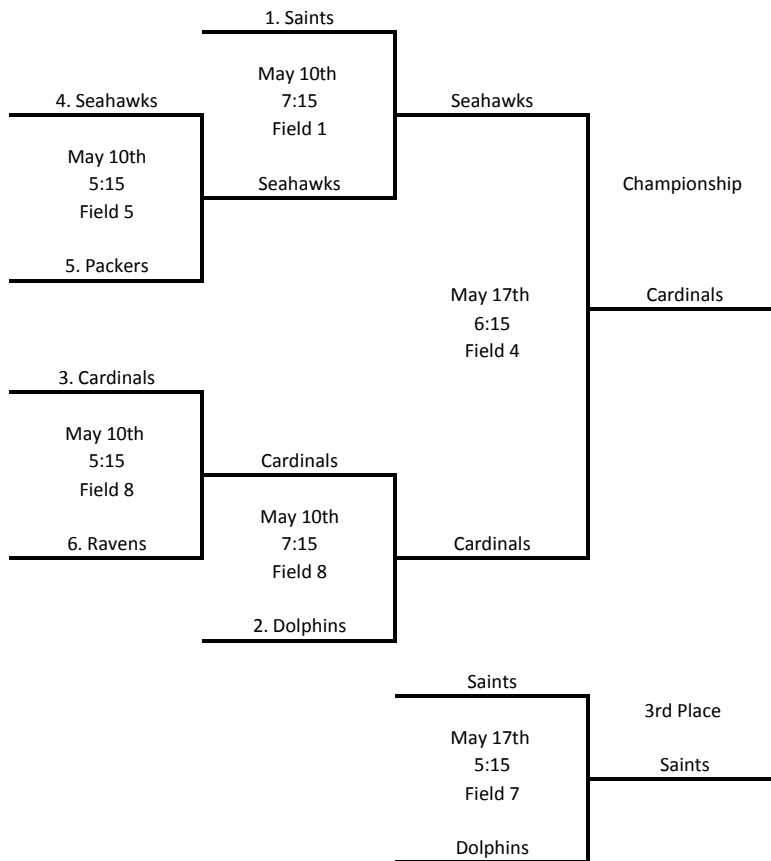 1. Saints
May 10th
7:15
Field 1
4. Seahawks
Seahawks
May 10th
5:15
Field 5
Seahawks
Championship
5. Packers
May 17th
6:15
Field 4
Cardinals
3. Cardinals
May 10th
5:15
Field 8
Cardinals
6. Ravens
May 10th
7:15
Field 8
Cardinals
2. Dolphins
Saints
3rd Place
May 17th
5:15
Field 7
Saints
Dolphins